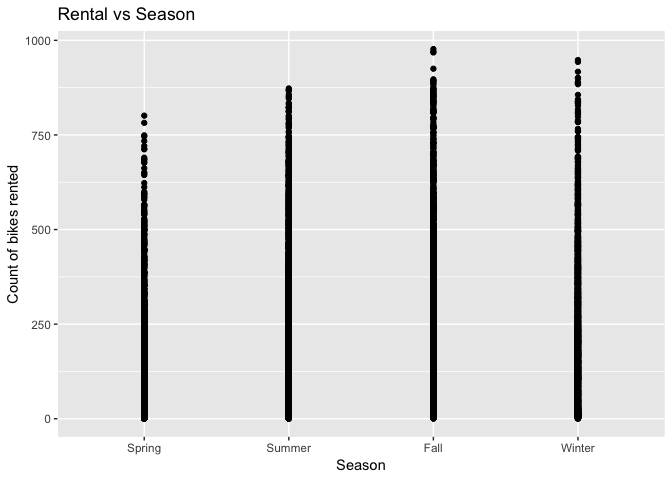 Rental vs Season
1000
750
500
250
0
Count of bikes rented
Spring Summer Fall Winter
Season